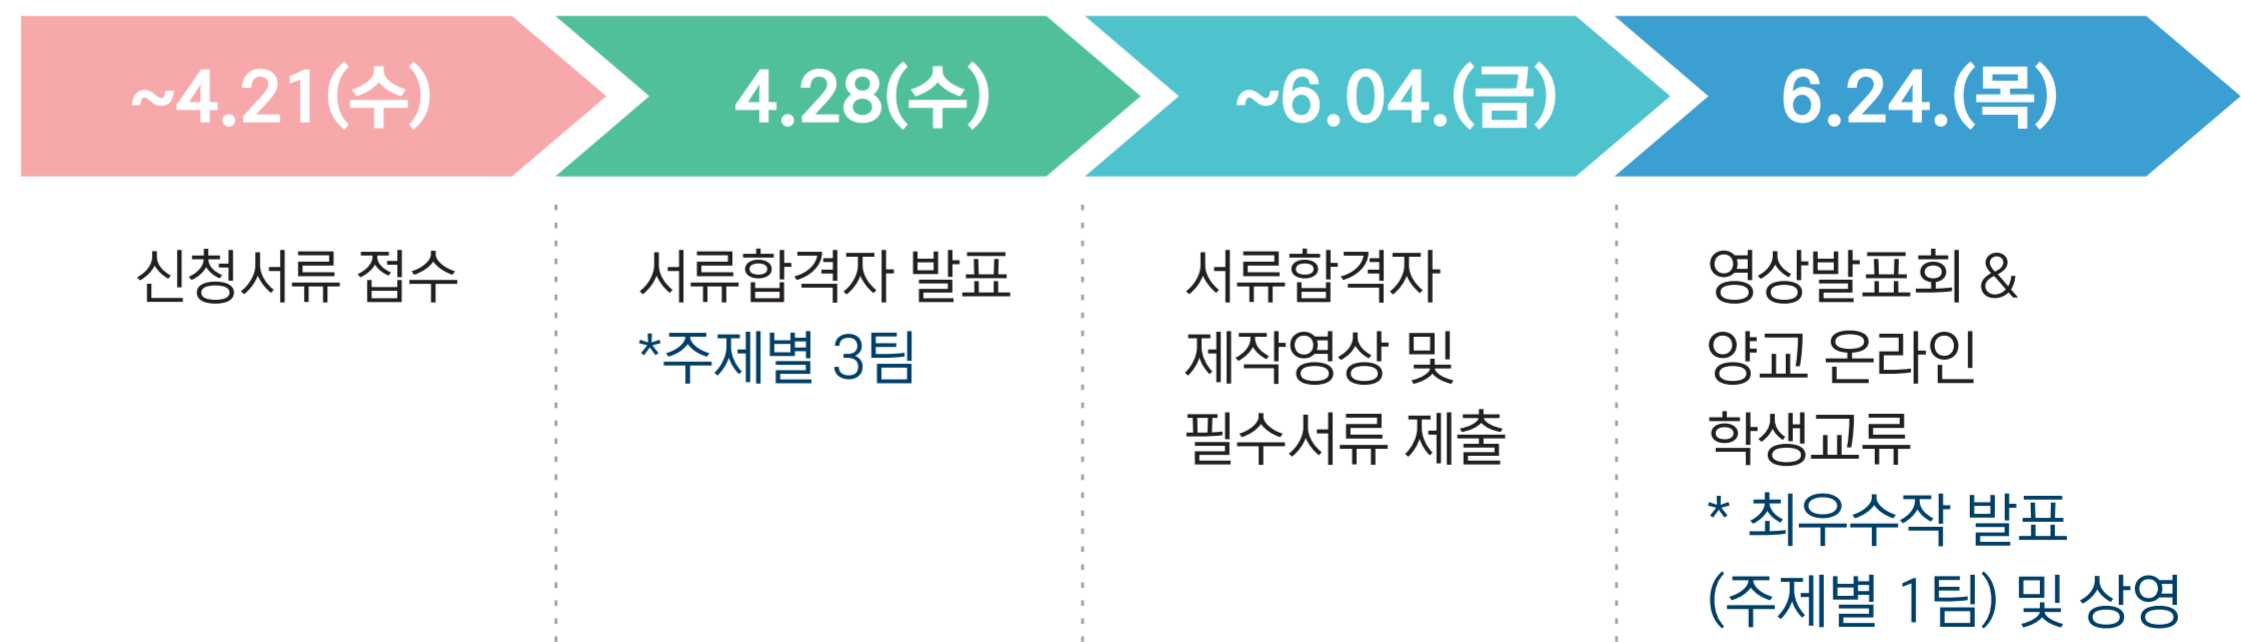 ~4.21(수)
4.28(수)
~6.04.(금)
6.24.(목)
신청서류 접수
서류합격자 발표
*주제별 3팀
서류합격자
제작영상 및
필수서류 제출
영상발표회 &
양교 온라인
학생교류
* 최우수작 발표
(주제별 1팀) 및 상영